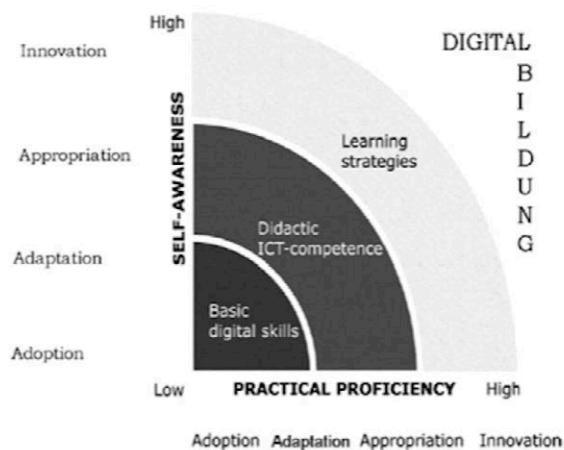 High
Innovation
DIGITAL
BILDUNG
SELF-AWARENESS
Learning
strategies
Appropriation
Didactic
ICT-competence
Adaptation
Basic
digital skills
Adoption
Low PRACTICAL PROFICIENCY High
Adoption Adaptation Appropriation Innovation